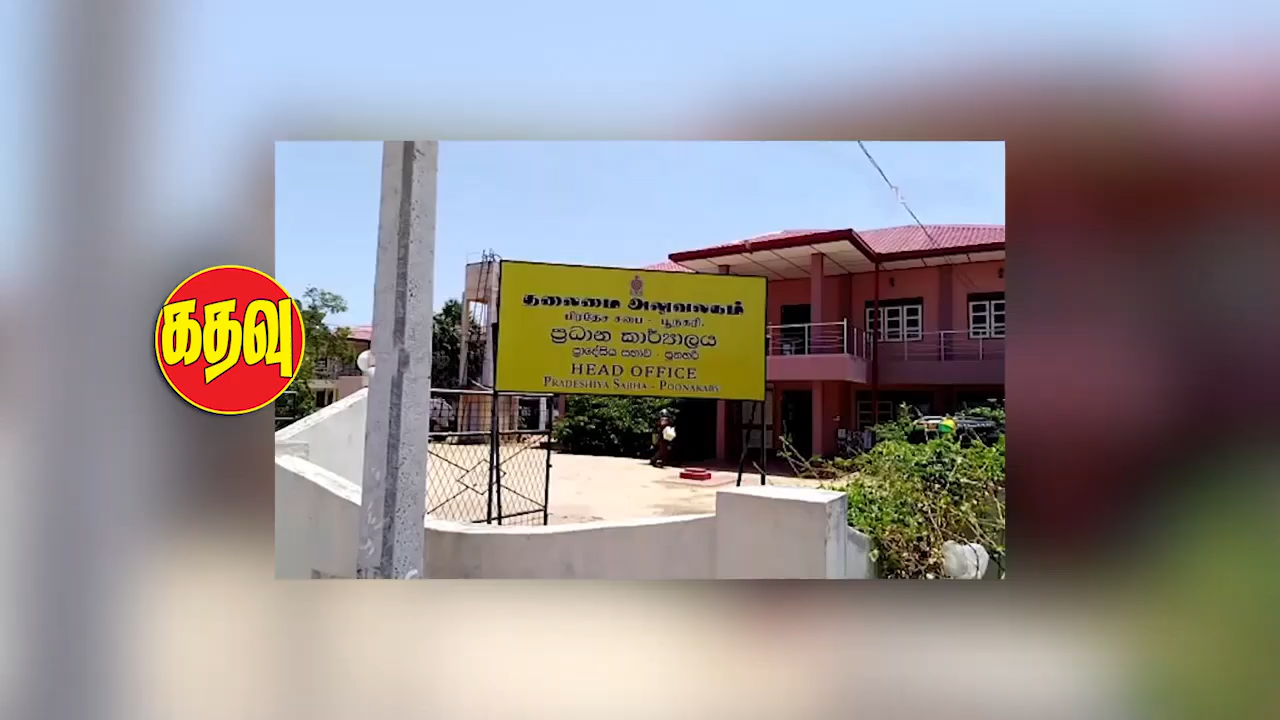 கதவு
தலைமை அலுவலகம்
பிரதேச சபை - பூநகரி.
ප්‍රධාන කාර්යාලය
ප්‍රාදේශීය සභාව - පූනකරී
HEAD OFFICE
PRADESHIYA SABHA - POONAKARY